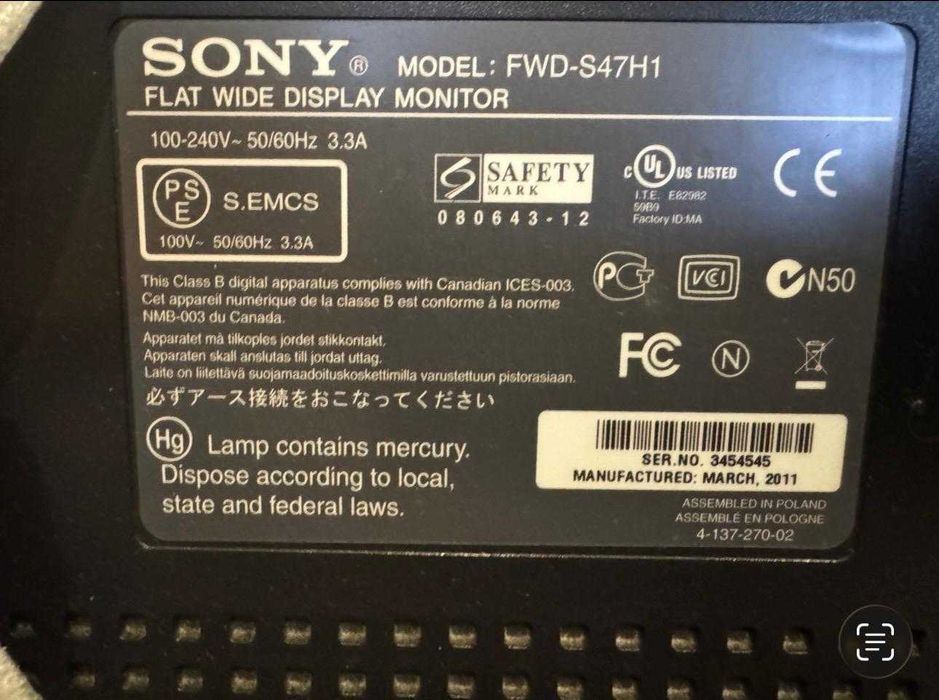 SONY® MODEL: FWD-S47H1
FLAT WIDE DISPLAY MONITOR
100-240V~ 50/60Hz 3.3A
PSE S.EMCS
100V~ 50/60Hz 3.3A
S SAFETY
MARK
080643-12
C UL US LISTED
I.T.E. E82982
59B9
Factory ID:MA
CE
This Class B digital apparatus complies with Canadian ICES-003.
Cet appareil numérique de la classe B est conforme à la norme
NMB-003 du Canada.
PCT VCI N50
Apparatet må tilkoples jordet stikkontakt.
Apparaten skall anslutas till jordat uttag.
Laite on liitettävä suojamaadoituskoskettimilla varustettuun pistorasiaan.
必ずアース接続をおこなってください
FC N
Hg Lamp contains mercury.
Dispose according to local,
state and federal laws.
SER.NO. 3454545
MANUFACTURED: MARCH, 2011
ASSEMBLED IN POLAND
ASSEMBLÉ EN POLOGNE
4-137-270-02